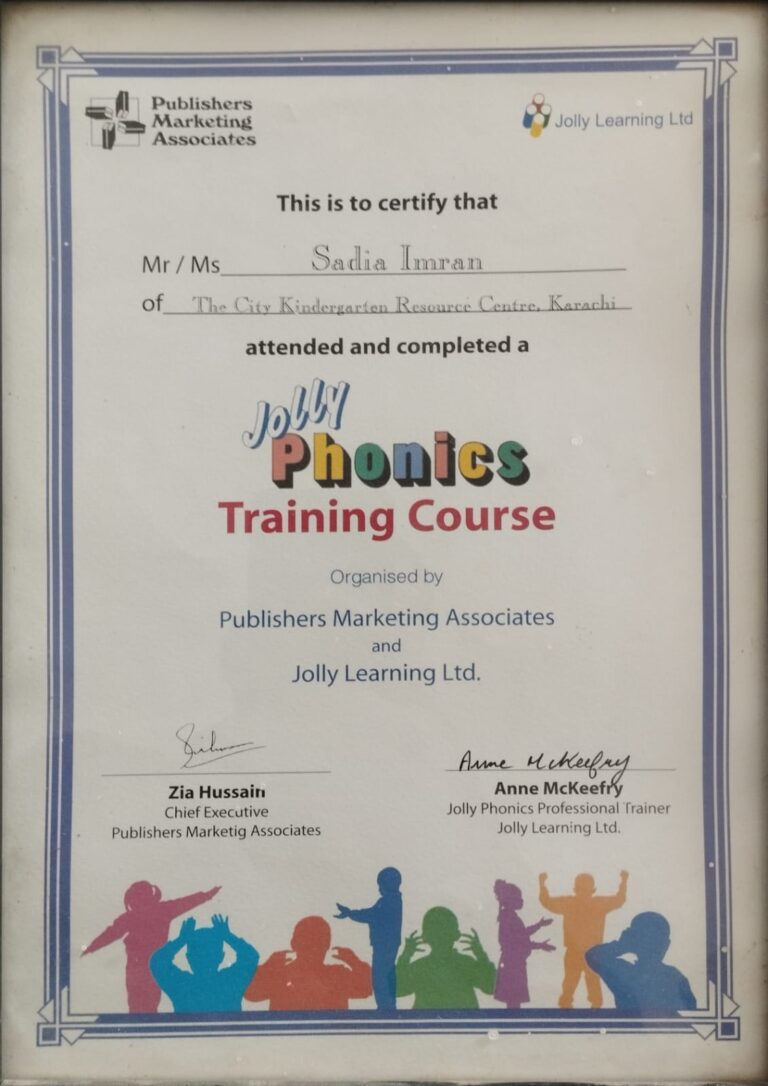 Publishers
Marketing
Associates
Jolly Learning Ltd
This is to certify that
Mr / Ms Sadia Imran
of The City Kindergarten Resource Centre, Karachi
attended and completed a
Jolly
Phonics
Training Course
Organised by
Publishers Marketing Associates
and
Jolly Learning Ltd.
Anne McKeefry
Zia Hussain
Chief Executive
Publishers Marketig Associates
Anne McKeefry
Jolly Phonics Professional Trainer
Jolly Learning Ltd.